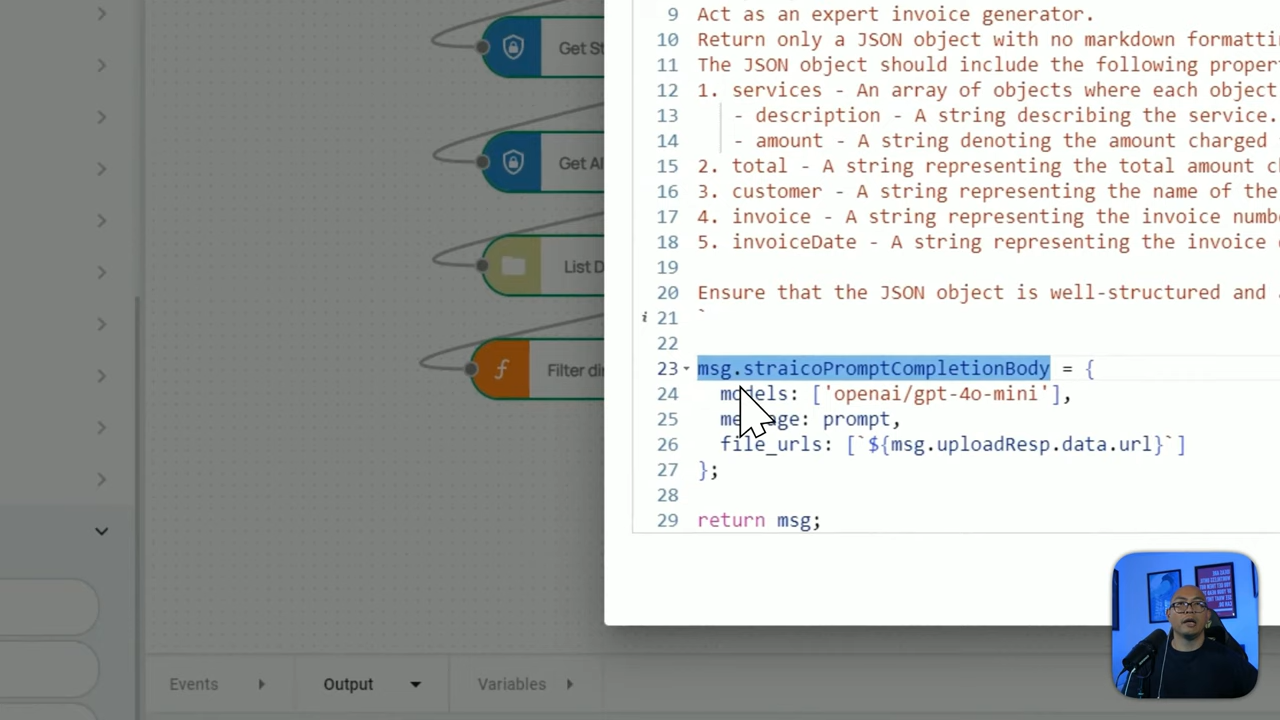 9 Act as an expert invoice generator.
10 Return only a JSON object with no markdown formatti
11 The JSON object should include the following propert
12 1. services - An array of objects where each object
13 - description - A string describing the service.
14 - amount - A string denoting the amount charged
15 2. total - A string representing the total amount ch
16 3. customer - A string representing the name of the
17 4. invoice - A string representing the invoice numb
18 5. invoiceDate - A string representing the invoice
19
20 Ensure that the JSON object is well-structured and
21 `
22
23 msg.straicoPromptCompletionBody = {
24 models: ['openai/gpt-4o-mini'],
25 message: prompt,
26 file_urls: [`${msg.uploadResp.data.url}`]
27 };
28
29 return msg;
Get St
Get AI
List D
Filter di
Events
Output
Variables